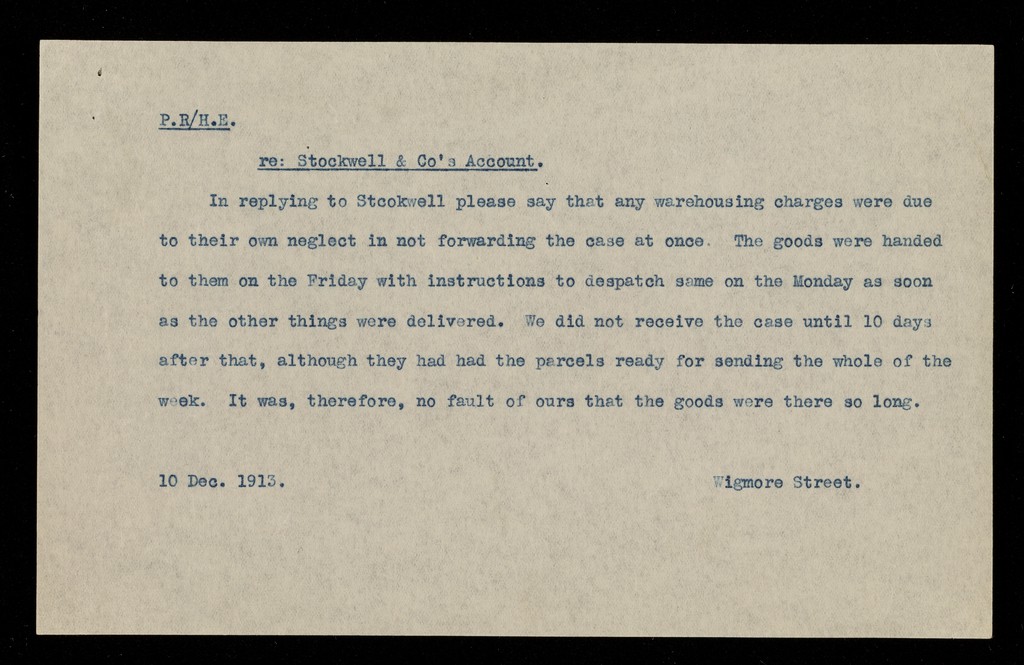 P.R/H.E.
re: Stockwell & Co's Account.
In replying to Stcokwell please say that any warehousing charges were due
to their own neglect in not forwarding the case at once. The goods were handed
to them on the Friday with instructions to despatch same on the Monday as soon
as the other things were delivered. We did not receive the case until 10 days
after that, although they had had the parcels ready for sending the whole of the
week. It was, therefore, no fault of ours that the goods were there so long.
10 Dec. 1913. Wigmore Street.